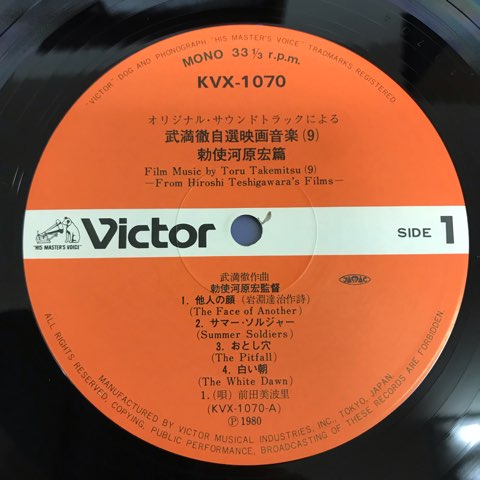 "VICTOR" DOG AND PHONOGRAPH "HIS MASTER'S VOICE" TRADMARKS REGISTERED.
MONO 33 1/3 r.p.m.
KVX-1070
オリジナル・サウンドトラックによる
武満徹自選映画音楽(9)
勅使河原宏篇
Film Music by Toru Takemitsu (9)
—From Hiroshi Teshigawara's Films—
"HIS MASTER'S VOICE"
Victor
SIDE 1
武満徹作曲
勅使河原宏監督
1. 他人の顔 (岩淵達治作詩)
(The Face of Another)
2. サマー・ソルジャー
(Summer Soldiers)
3. おとし穴
(The Pitfall)
4. 白い朝
(The White Dawn)
1. (唄) 前田美波里
(KVX-1070-A)
Ⓟ1980
MANUFACTURED BY VICTOR MUSICAL INDUSTRIES, INC. TOKYO, JAPAN.
ALL RIGHTS RESERVED. COPYING, PUBLIC PERFORMANCE, BROADCASTING OF THESE RECORDS ARE FORBIDDEN.